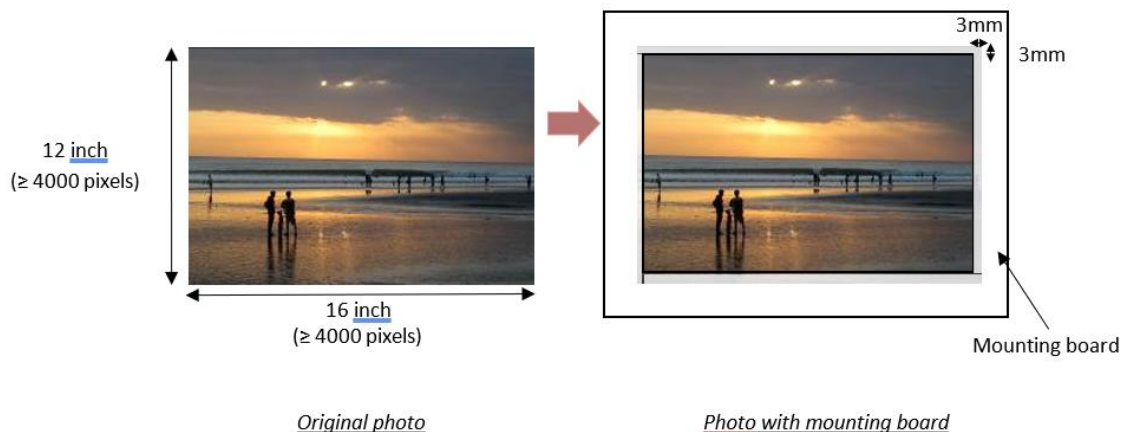 12 inch
(≥ 4000 pixels)
16 inch
(≥ 4000 pixels)
Original photo
3mm
3mm
Mounting board
Photo with mounting board